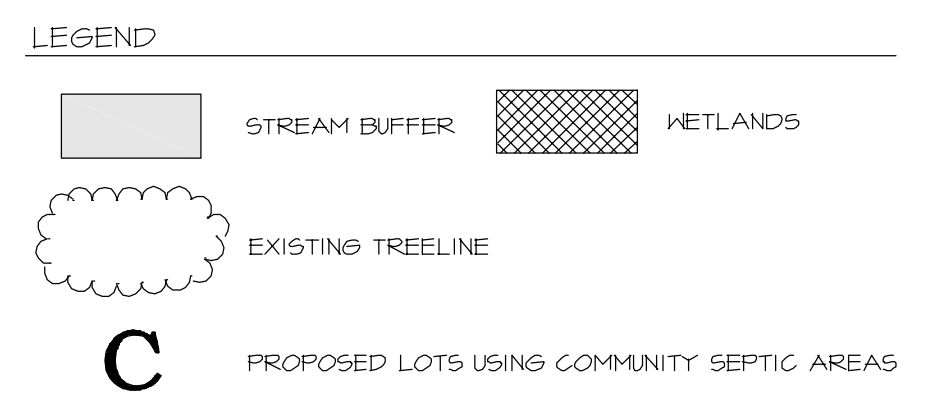 LEGEND
STREAM BUFFER
WETLANDS
EXISTING TREELINE
C PROPOSED LOTS USING COMMUNITY SEPTIC AREAS